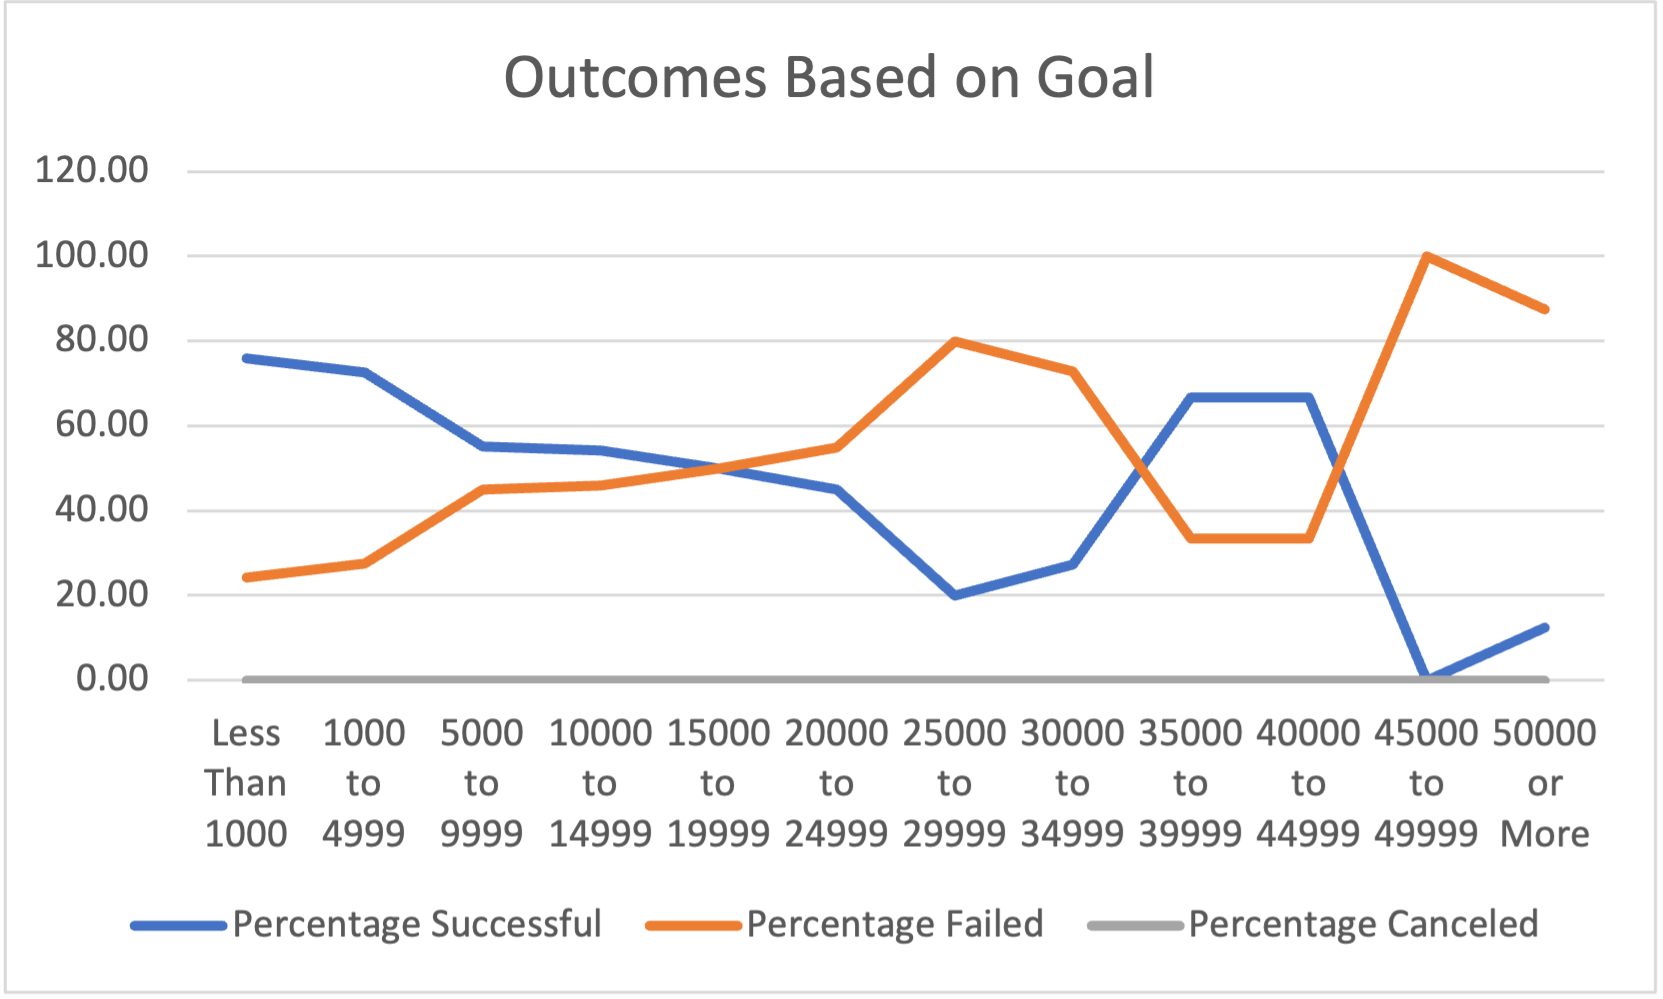 Outcomes Based on Goal
120.00
100.00
80.00
60.00
40.00
20.00
0.00
Less Than 1000
1000 to 4999
5000 to 9999
10000 to 14999
15000 to 19999
20000 to 24999
25000 to 29999
30000 to 34999
35000 to 39999
40000 to 44999
45000 to 49999
50000 or More
Percentage Successful
Percentage Failed
Percentage Canceled